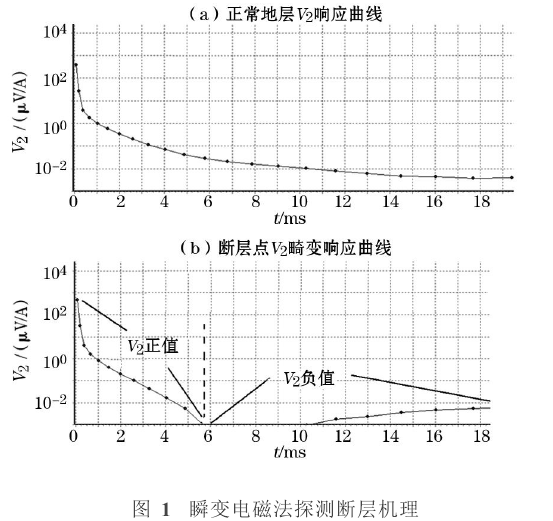 (a)正常地层V₂响应曲线
V₂/(μV/A)
10⁴
10²
10⁰
10⁻²
0 2 4 6 8 10 12 14 16 18
t/ms
(b)断层点V₂畸变响应曲线
V₂/(μV/A)
10⁴
10²
10⁰
10⁻²
V₂正值
V₂负值
0 2 4 6 8 10 12 14 16 18
t/ms
图 1 瞬变电磁法探测断层机理